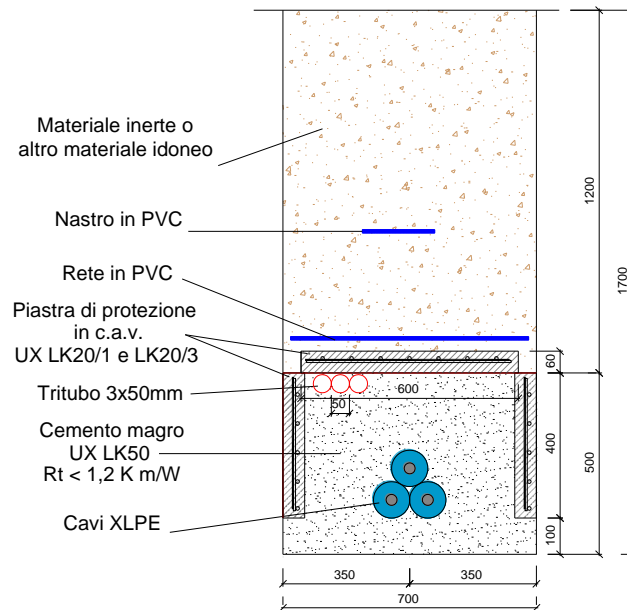 Materiale inerte o
altro materiale idoneo
Nastro in PVC
Rete in PVC
Piastra di protezione
in c.a.v.
UX LK20/1 e LK20/3
Tritubo 3x50mm
Cemento magro
UX LK50
Rt < 1,2 K m/W
Cavi XLPE
1200
1700
60
600
50
400
500
100
350
350
700